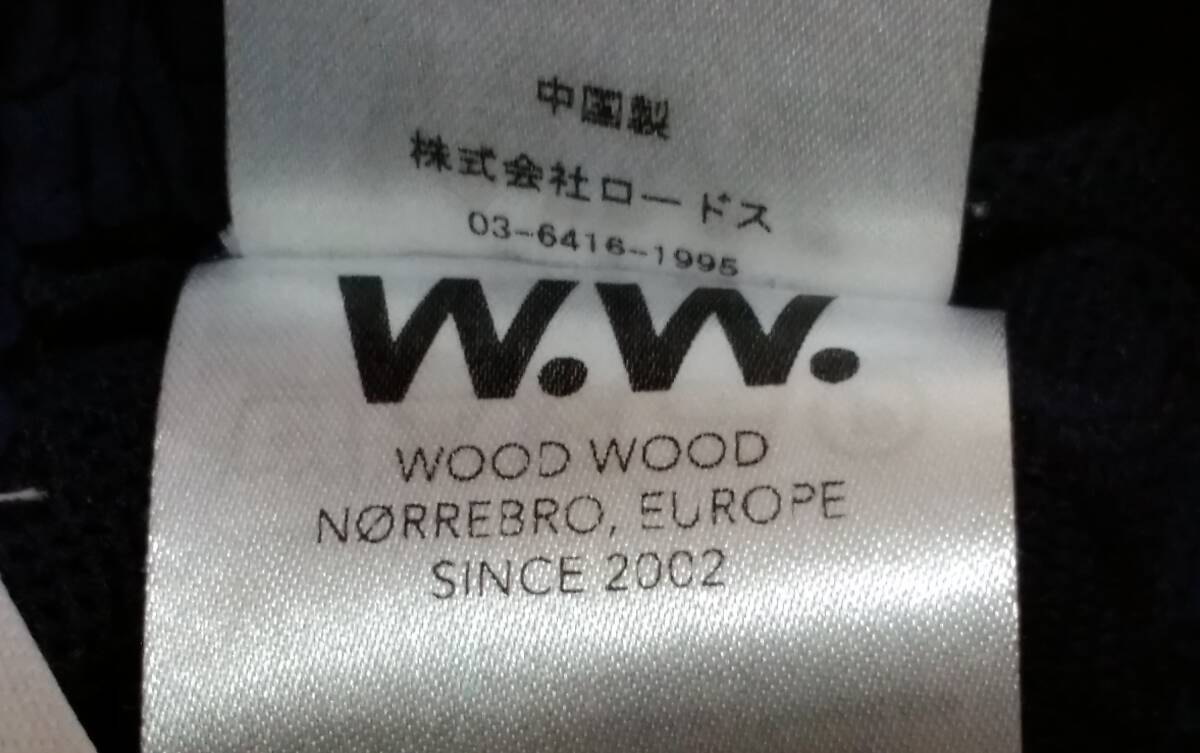 中国製
株式会社ロードス
03-6416-1995
W.W.
WOOD WOOD
NØRREBRO, EUROPE
SINCE 2002